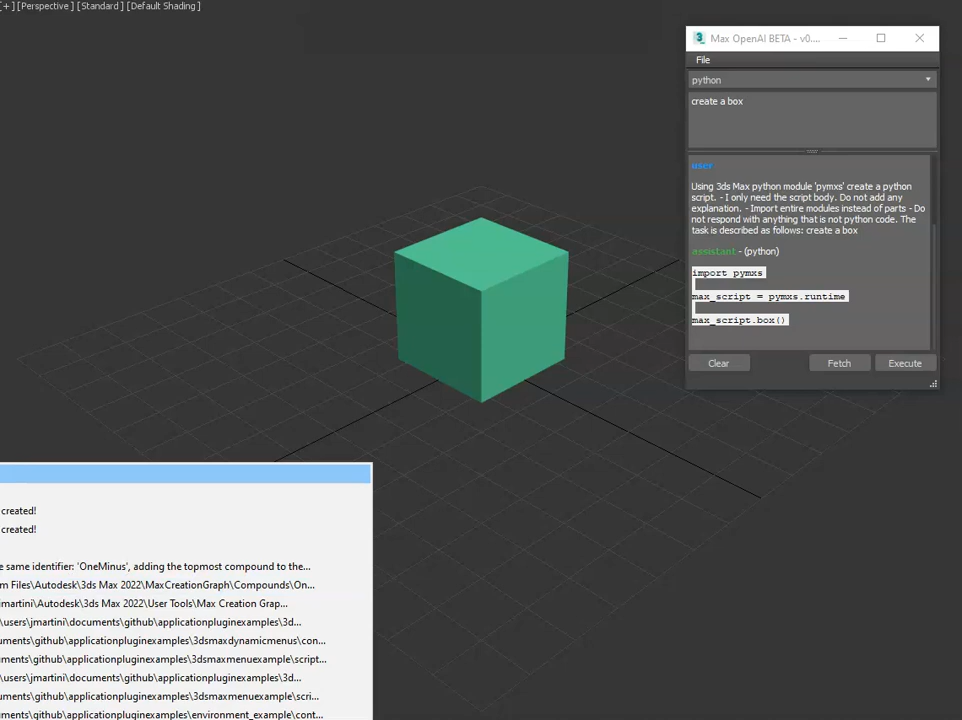 [+] [Perspective] [Standard] [Default Shading]
Max OpenAI BETA - v0....
File
python
create a box
user
Using 3ds Max python module 'pymxs' create a python
script. - I only need the script body. Do not add any
explanation. - Import entire modules instead of parts - Do
not respond with anything that is not python code. The
task is described as follows: create a box
assistant - (python)
import pymxs
max_script = pymxs.runtime
max_script.box()
Clear
Fetch
Execute
created!
created!
e same identifier: 'OneMinus', adding the topmost compound to the...
m Files\Autodesk\3ds Max 2022\MaxCreationGraph\Compounds\On...
jmartini\Autodesk\3ds Max 2022\User Tools\Max Creation Grap...
\users\jmartini\documents\github\applicationpluginexamples\3d...
cuments\github\applicationpluginexamples\3dsmaxdynamicmenus\con...
ments\github\applicationpluginexamples\3dsmaxmenuexample\script...
\users\jmartini\documents\github\applicationpluginexamples\3d...
cuments\github\applicationpluginexamples\3dsmaxmenuexample\scri...
ments\github\applicationpluginexamples\environment_example\cont...